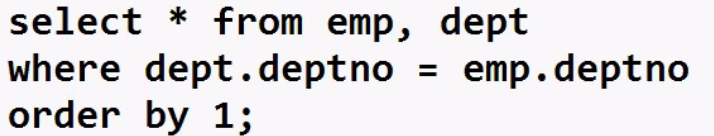 select * from emp, dept
where dept.deptno = emp.deptno
order by 1;